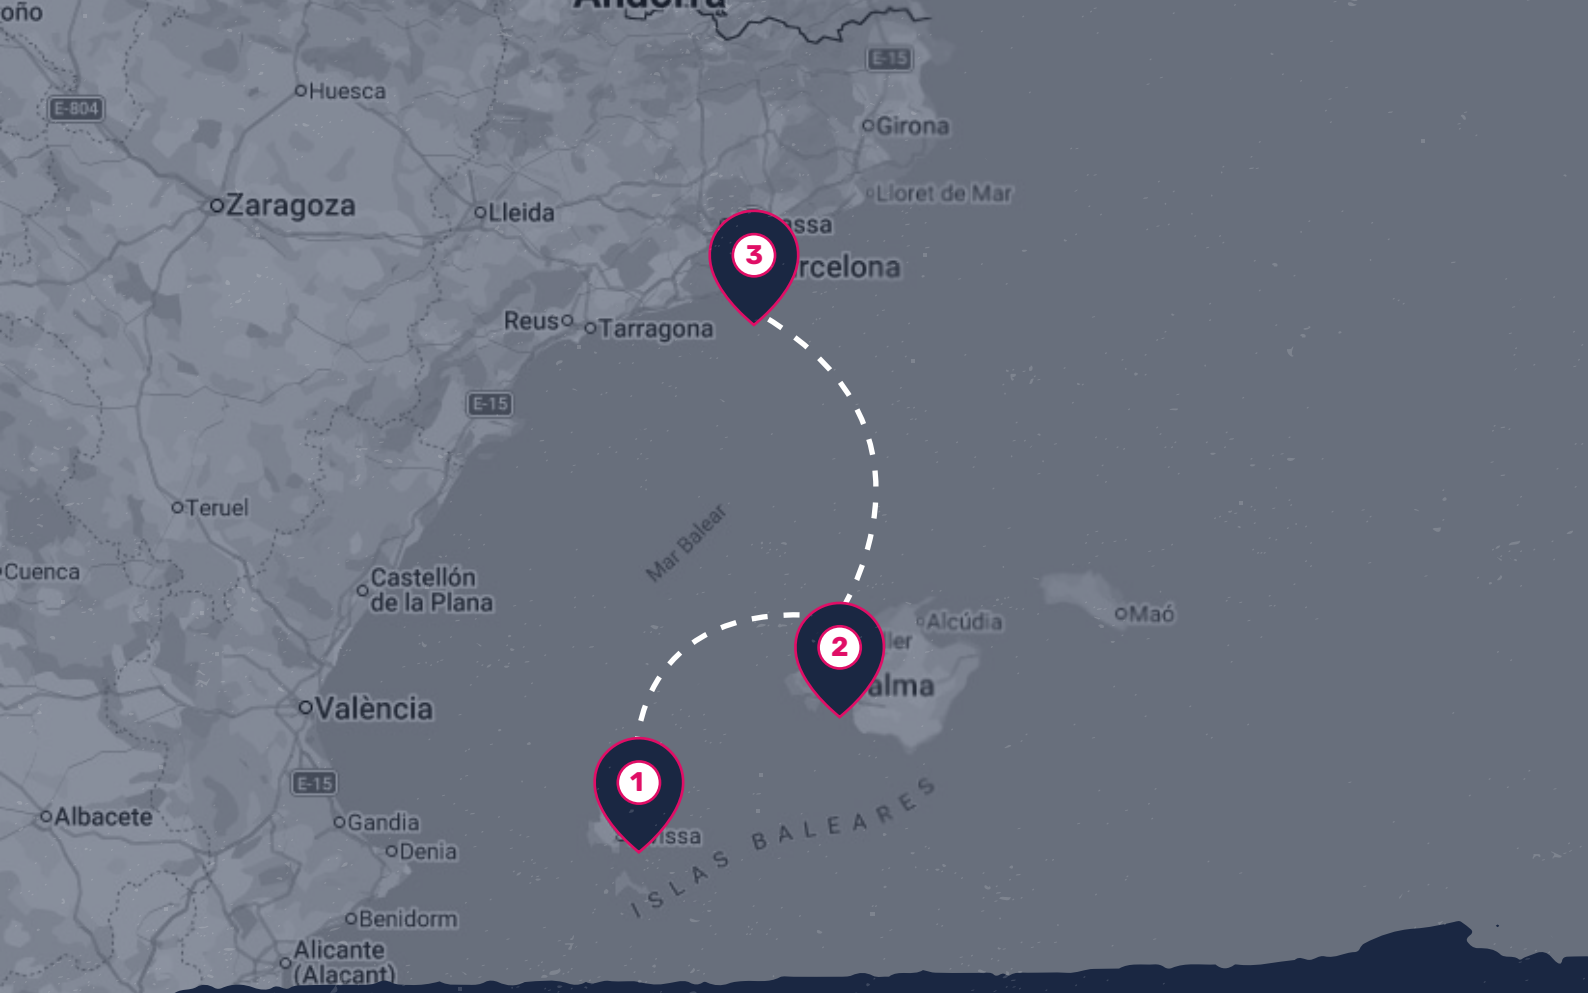 Andorra
oño
E-15
Huesca
E-804
Girona
Lloret de Mar
Zaragoza
Lleida
assa
3
rcelona
Reus
Tarragona
E-15
Teruel
Mar Balear
Cuenca
Castellón
de la Plana
Maó
Alcúdia
ller
2
alma
València
E-15
1
ISLAS BALEARES
Albacete
Gandia
issa
Denia
Benidorm
Alicante
(Alacant)